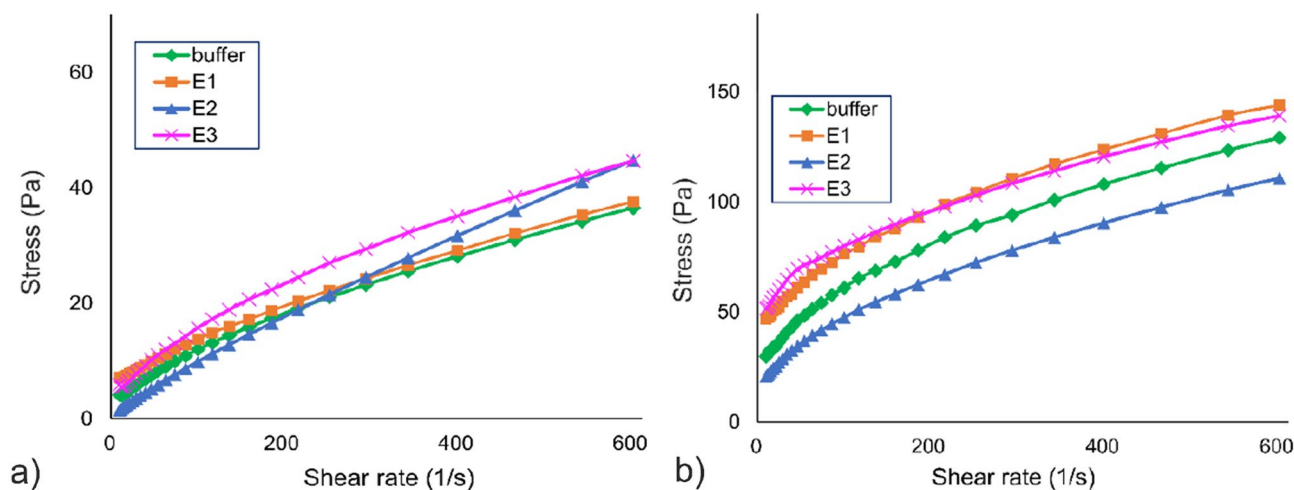 60
40
20
0
Stress (Pa)
buffer
E1
E2
E3
0 200 400 600
Shear rate (1/s)
a)
150
100
50
0
Stress (Pa)
buffer
E1
E2
E3
0 200 400 600
Shear rate (1/s)
b)